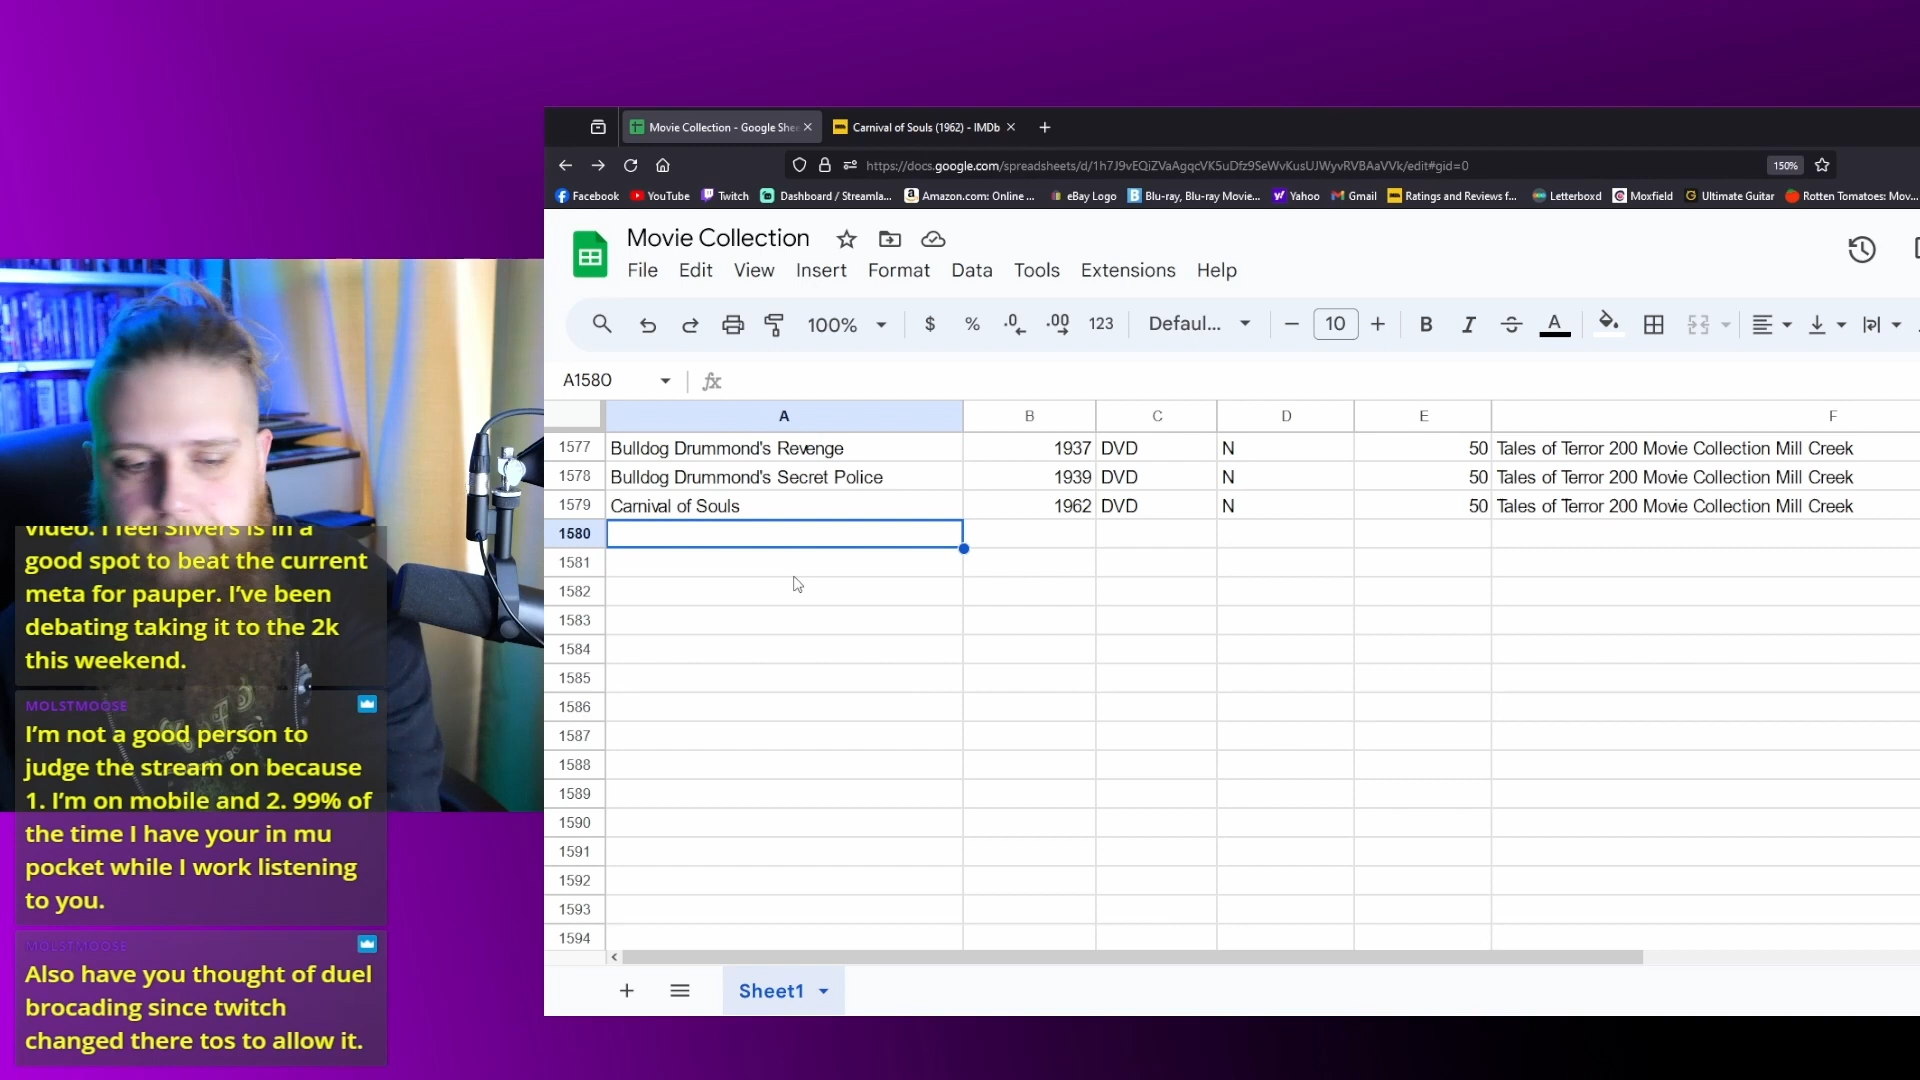 Movie Collection - Google She
Carnival of Souls (1962) - IMDb
https://docs.google.com/spreadsheets/d/1h7J9vEQiZVaAgqcVK5uDfz9SeWvKusUJWyvRVBAaVVk/edit#gid=0
150%
Facebook YouTube Twitch Dashboard / Streamla... Amazon.com: Online ... eBay Logo Blu-ray, Blu-ray Movie... Yahoo Gmail Ratings and Reviews f... Letterboxd Moxfield Ultimate Guitar Rotten Tomatoes: Mov...
Movie Collection
File Edit View Insert Format Data Tools Extensions Help
100% $ % .0 .00 123 Defaul... 10 B I A
A1580 fx
A B C D E F
1577 Bulldog Drummond's Revenge 1937 DVD N 50 Tales of Terror 200 Movie Collection Mill Creek
1578 Bulldog Drummond's Secret Police 1939 DVD N 50 Tales of Terror 200 Movie Collection Mill Creek
1579 Carnival of Souls 1962 DVD N 50 Tales of Terror 200 Movie Collection Mill Creek
1580
1581
1582
1583
1584
1585
1586
1587
1588
1589
1590
1591
1592
1593
1594
Sheet1
video. I feel Slivers is in a
good spot to beat the current
meta for pauper. I've been
debating taking it to the 2k
this weekend.
MOLSTMOOSE
I'm not a good person to
judge the stream on because
1. I'm on mobile and 2. 99% of
the time I have your in mu
pocket while I work listening
to you.
MOLSTMOOSE
Also have you thought of duel
brocading since twitch
changed there tos to allow it.